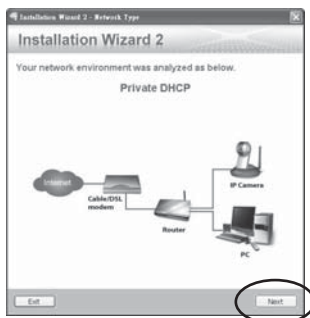 Installation Wizard 2 - Network Type
Installation Wizard 2
Your network environment was analyzed as below.
Private DHCP
Internet
Cable/DSL
modem
Router
IP Camera
PC
Exit
Next